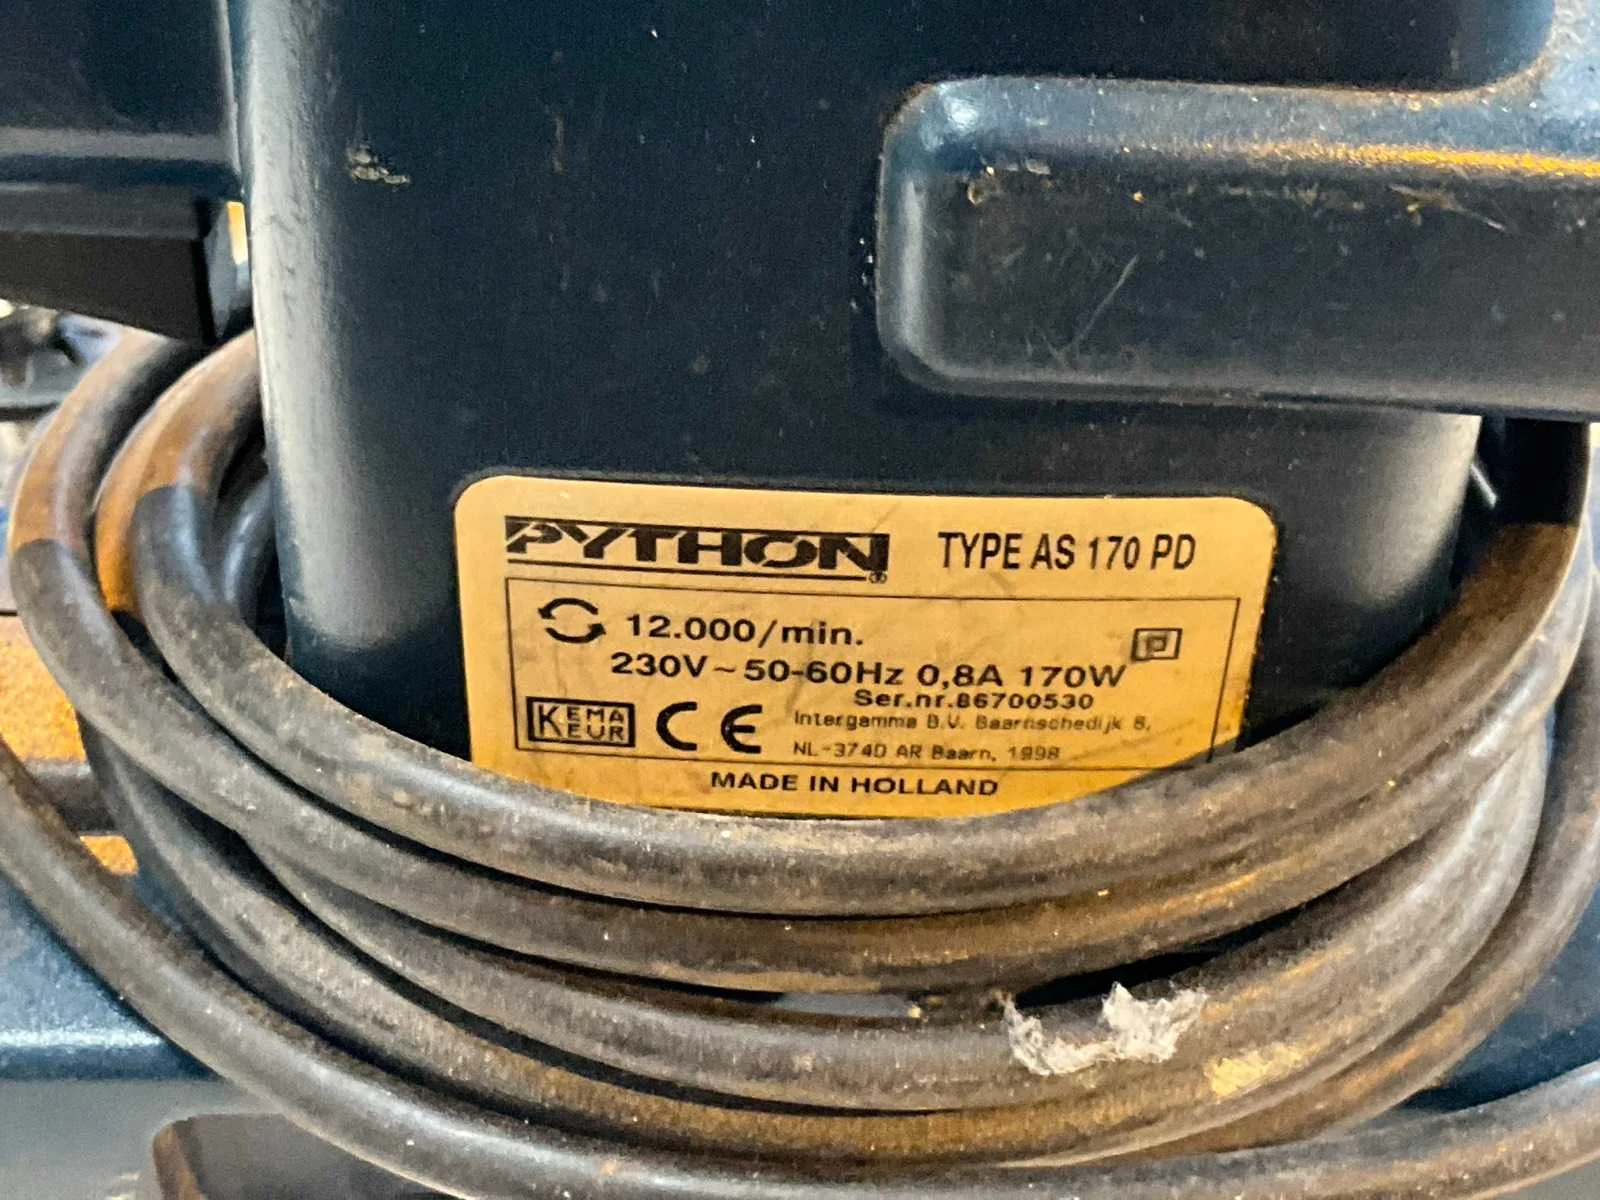 PYTHON® TYPE AS 170 PD
12.000/min.
230V~50-60Hz 0,8A 170W
Ser.nr.86700530
KEMA KEUR CE Intergamma B.V. Baarnschedijk 8,
NL-3740 AR Baarn, 1998
MADE IN HOLLAND